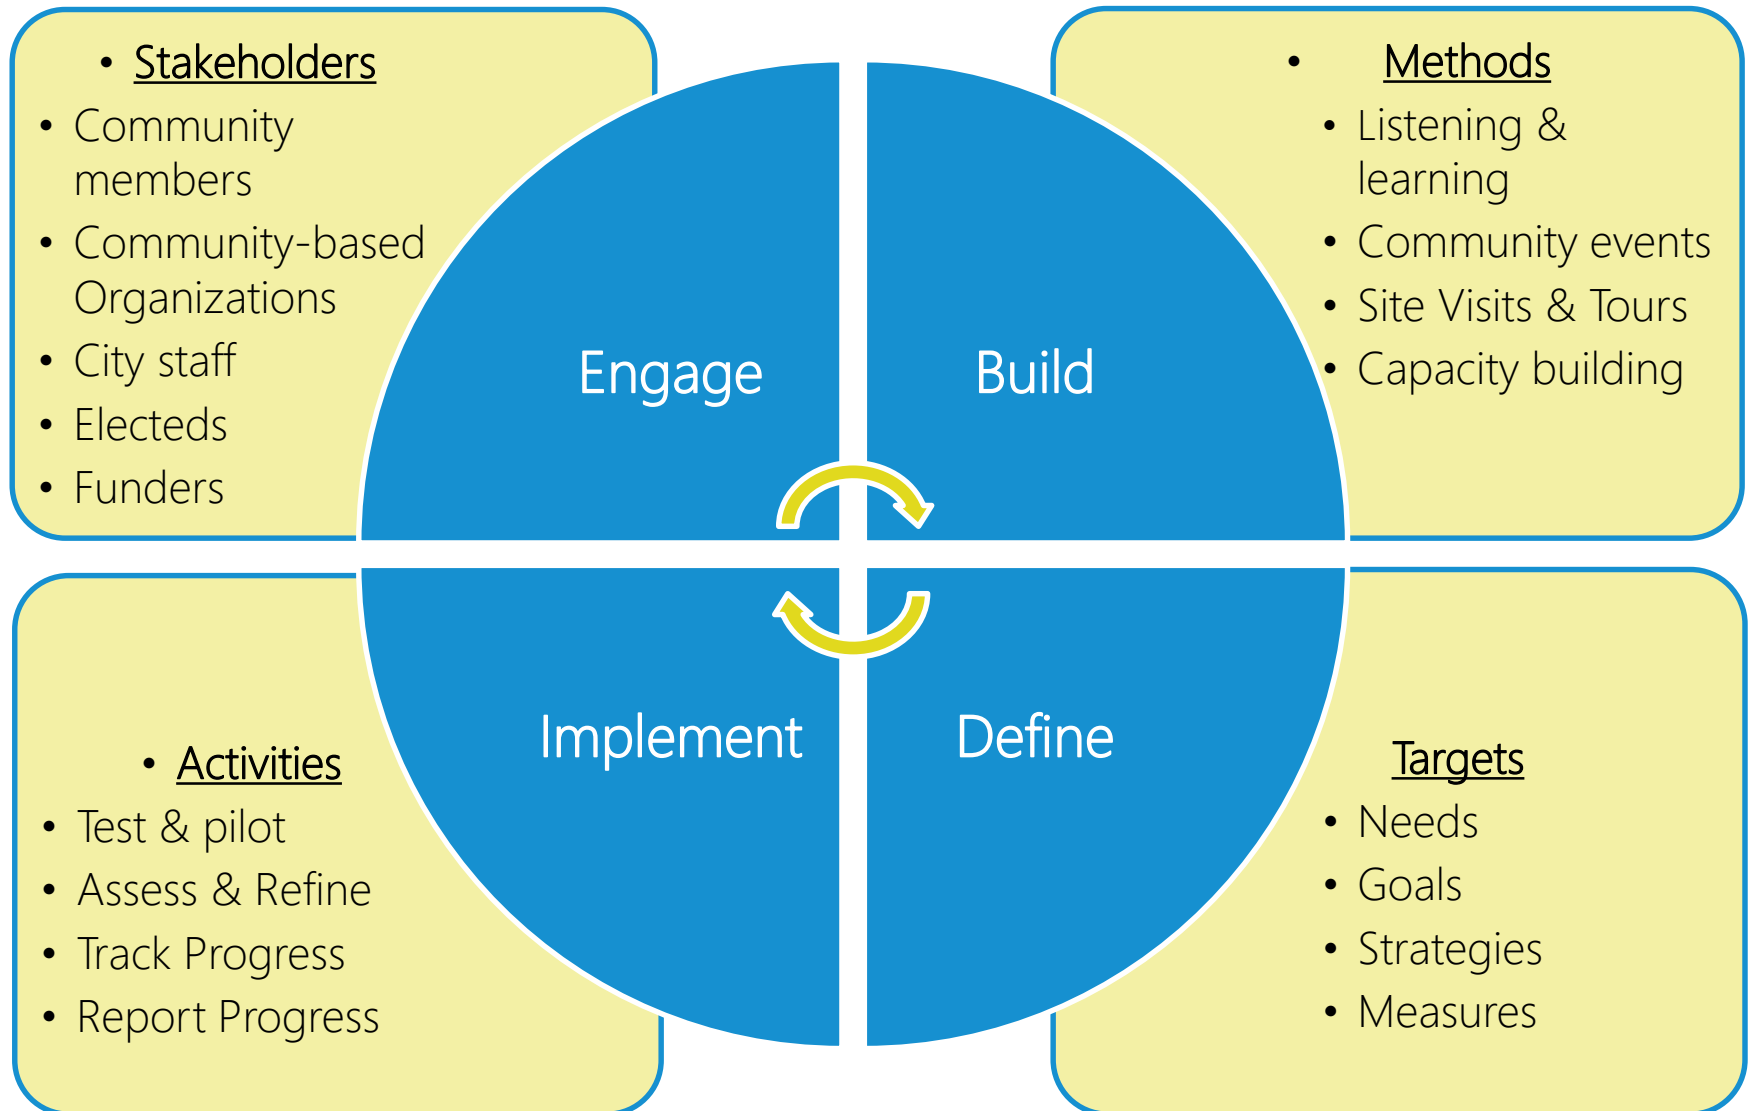 • Stakeholders
• Community
members
• Community-based
Organizations
• City staff
• Electeds
• Funders
• Methods
• Listening &
learning
• Community events
• Site Visits & Tours
• Capacity building
Engage
Build
Implement
Define
• Activities
• Test & pilot
• Assess & Refine
• Track Progress
• Report Progress
Targets
• Needs
• Goals
• Strategies
• Measures